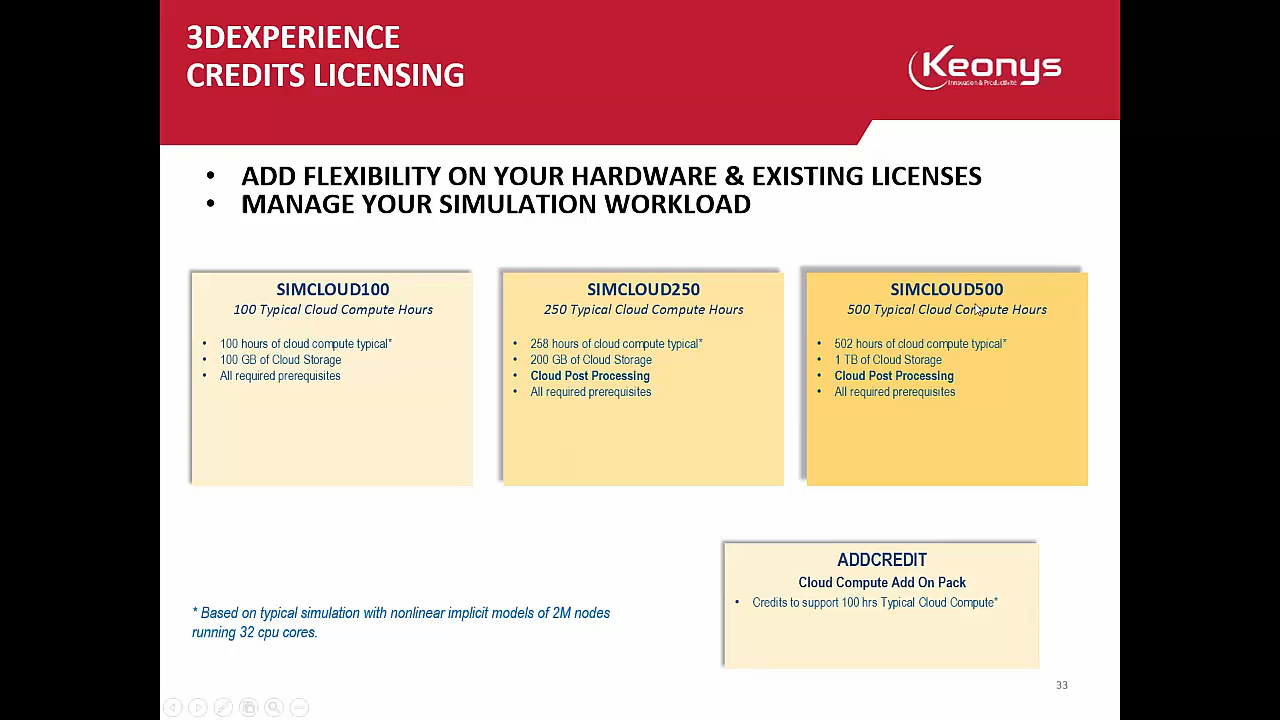 3DEXPERIENCE
CREDITS LICENSING
Keonys
Innovation & Productivité
• ADD FLEXIBILITY ON YOUR HARDWARE & EXISTING LICENSES
• MANAGE YOUR SIMULATION WORKLOAD
SIMCLOUD100
100 Typical Cloud Compute Hours
• 100 hours of cloud compute typical*
• 100 GB of Cloud Storage
• All required prerequisites
SIMCLOUD250
250 Typical Cloud Compute Hours
• 258 hours of cloud compute typical*
• 200 GB of Cloud Storage
• Cloud Post Processing
• All required prerequisites
SIMCLOUD500
500 Typical Cloud Compute Hours
• 502 hours of cloud compute typical*
• 1 TB of Cloud Storage
• Cloud Post Processing
• All required prerequisites
ADDCREDIT
Cloud Compute Add On Pack
• Credits to support 100 hrs Typical Cloud Compute*
* Based on typical simulation with nonlinear implicit models of 2M nodes
running 32 cpu cores.
33